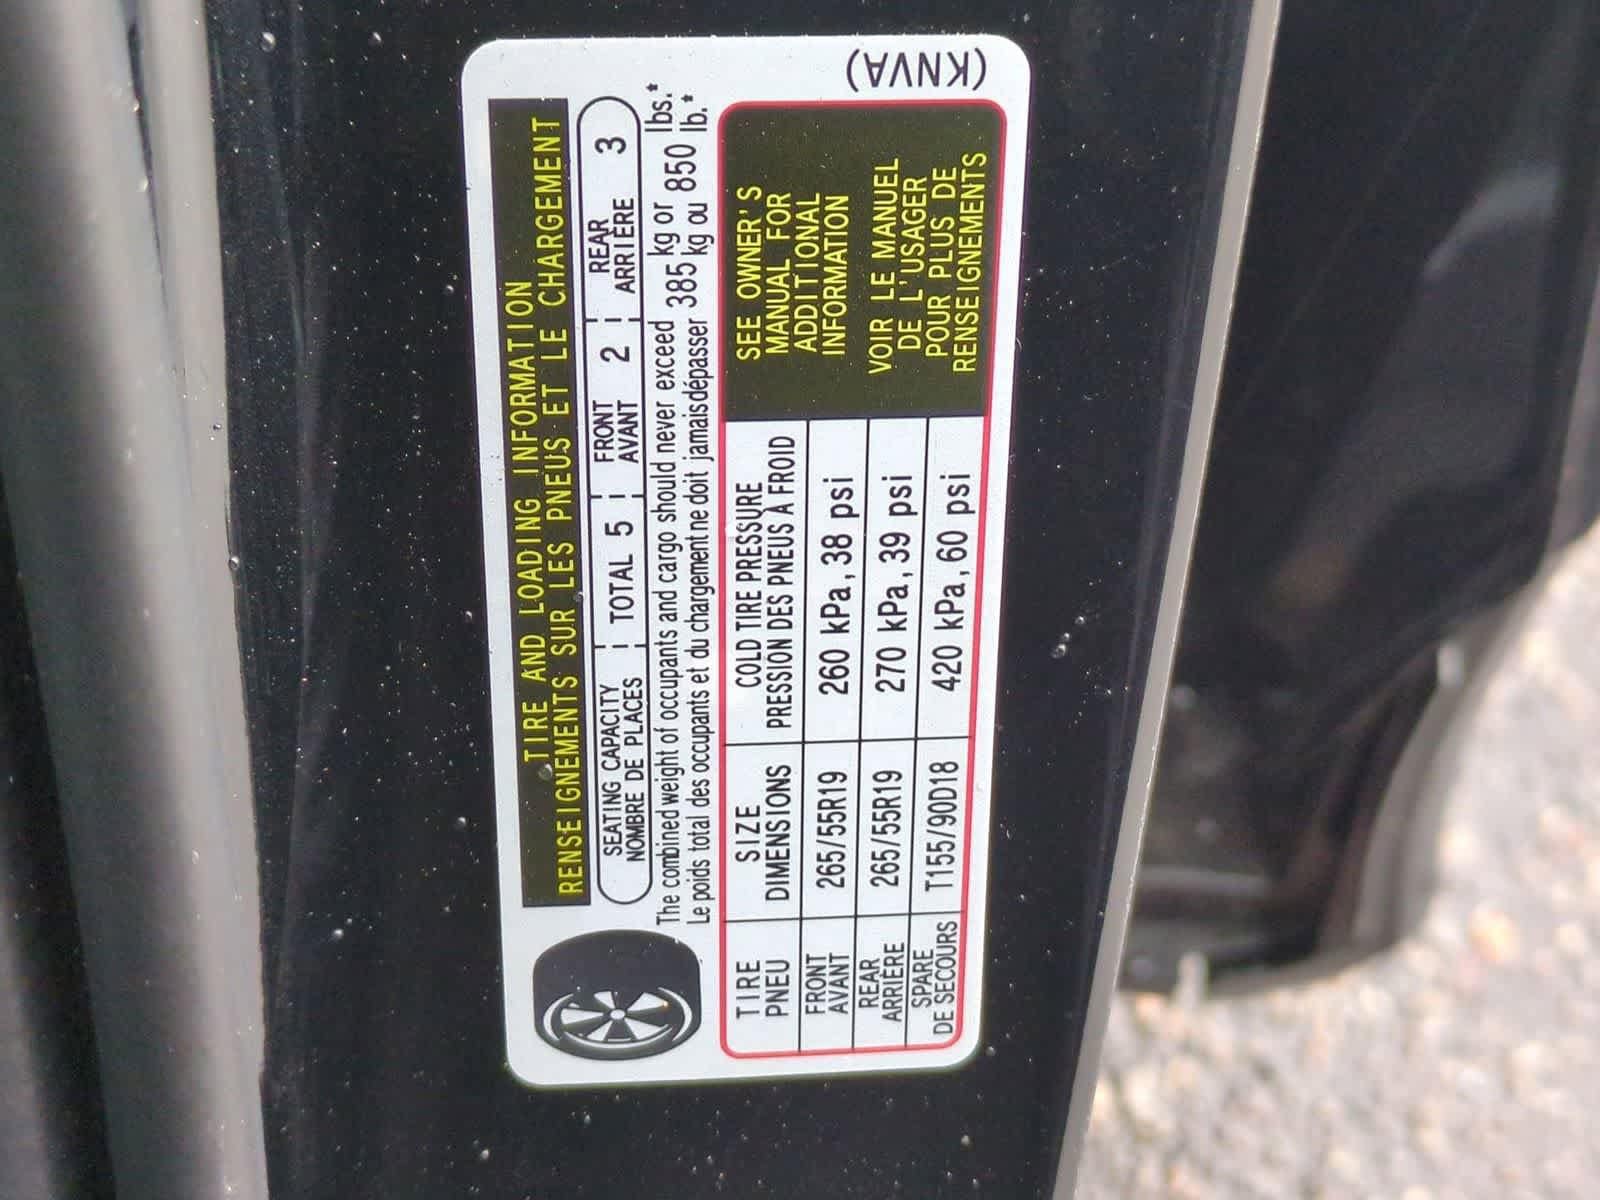 (KNVA)
TIRE AND LOADING INFORMATION
RENSEIGNEMENTS SUR LES PNEUS ET LE CHARGEMENT
SEATING CAPACITY
NOMBRE DE PLACES
TOTAL 5
FRONT
AVANT 2
REAR
ARRIÈRE 3
The combined weight of occupants and cargo should never exceed 385 kg or 850 lbs.*
Le poids total des occupants et du chargement ne doit jamais dépasser 385 kg ou 850 lb.*
TIRE
PNEU
SIZE
DIMENSIONS
COLD TIRE PRESSURE
PRESSION DES PNEUS À FROID
FRONT
AVANT
265/55R19
260 kPa, 38 psi
REAR
ARRIÈRE
265/55R19
270 kPa, 39 psi
SPARE
DE SECOURS
T155/90D18
420 kPa, 60 psi
SEE OWNER'S
MANUAL FOR
ADDITIONAL
INFORMATION
VOIR LE MANUEL
DE L'USAGER
POUR PLUS DE
RENSEIGNEMENTS